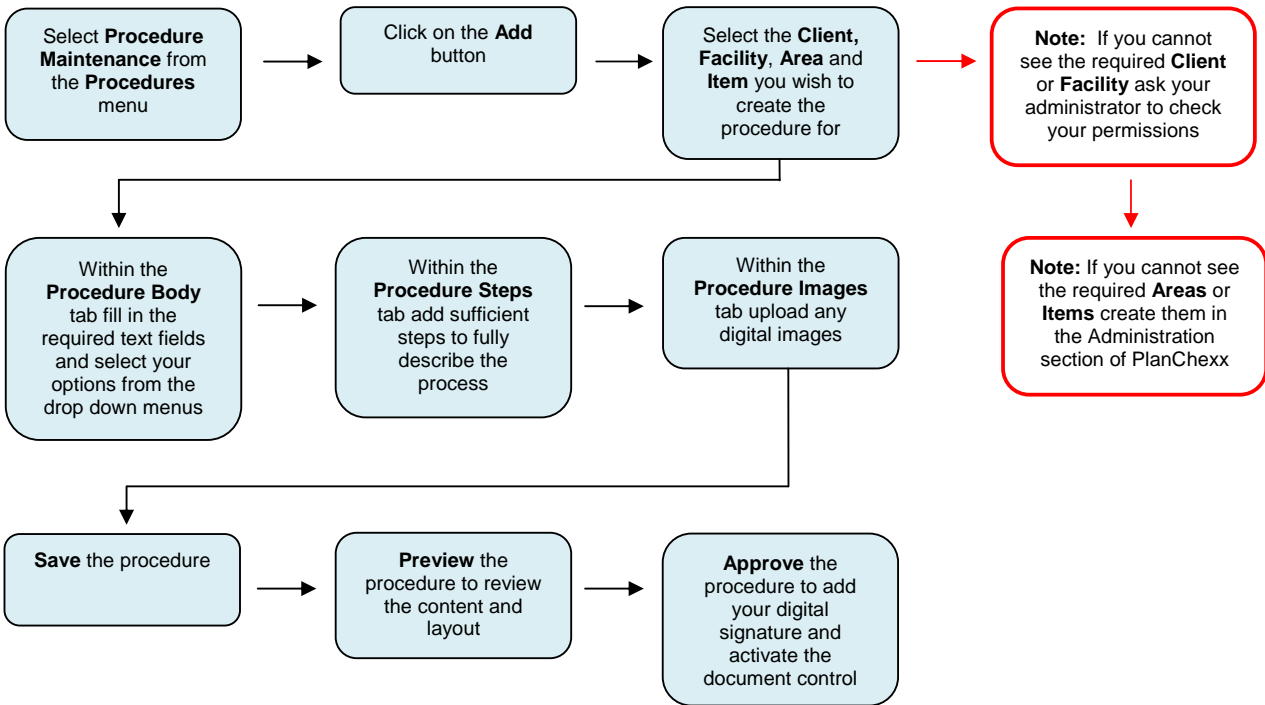 Select Procedure
Maintenance from
the Procedures
menu
Click on the Add
button
Select the Client,
Facility, Area and
Item you wish to
create the
procedure for
Note: If you cannot
see the required Client
or Facility ask your
administrator to check
your permissions
Within the
Procedure Body
tab fill in the
required text fields
and select your
options from the
drop down menus
Within the
Procedure Steps
tab add sufficient
steps to fully
describe the
process
Within the
Procedure Images
tab upload any
digital images
Note: If you cannot see
the required Areas or
Items create them in
the Administration
section of PlanChexx
Save the procedure
Preview the
procedure to review
the content and
layout
Approve the
procedure to add
your digital
signature and
activate the
document control